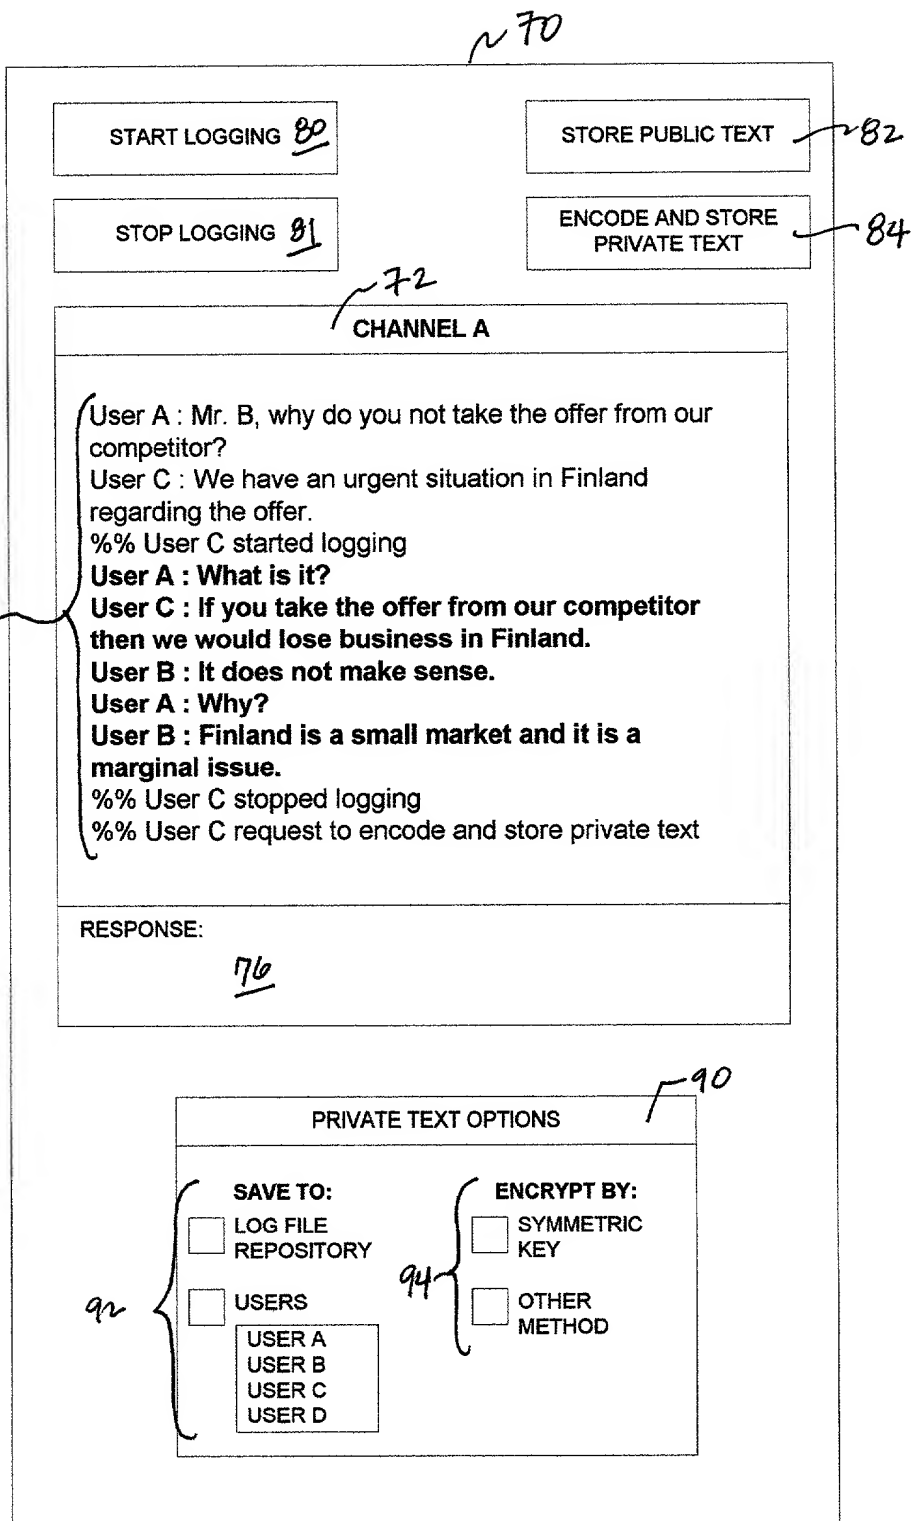 70
START LOGGING 80
STORE PUBLIC TEXT
82
STOP LOGGING 81
ENCODE AND STORE
PRIVATE TEXT
84
72
CHANNEL A
User A : Mr. B, why do you not take the offer from our
competitor?
User C : We have an urgent situation in Finland
regarding the offer.
%% User C started logging
User A : What is it?
User C : If you take the offer from our competitor
then we would lose business in Finland.
User B : It does not make sense.
User A : Why?
User B : Finland is a small market and it is a
marginal issue.
%% User C stopped logging
%% User C request to encode and store private text
RESPONSE:
76
90
PRIVATE TEXT OPTIONS
92
SAVE TO:
LOG FILE
REPOSITORY
USERS
USER A
USER B
USER C
USER D
94
ENCRYPT BY:
SYMMETRIC
KEY
OTHER
METHOD